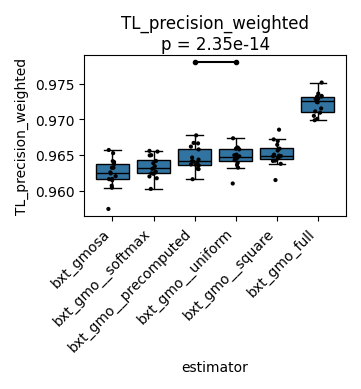 TL_precision_weighted
p = 2.35e-14
TL_precision_weighted
0.975
0.970
0.965
0.960
bxt_gmosa
bxt_gmo__softmax
bxt_gmo__precomputed
bxt_gmo__uniform
bxt_gmo__square
bxt_gmo_full
estimator